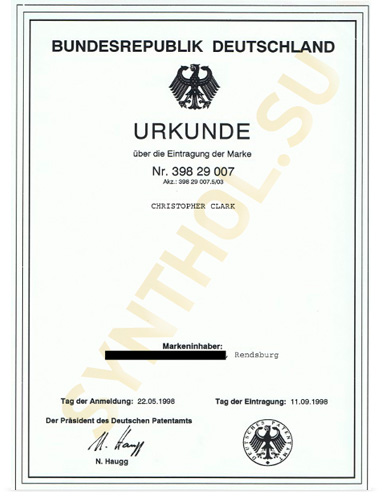 BUNDESREPUBLIK DEUTSCHLAND
URKUNDE
über die Eintragung der Marke
Nr. 398 29 007
Akz.: 398 29 007.5/03
CHRISTOPHER CLARK
SYNTHOL.SU
Markeninhaber:
, Rendsburg
Tag der Anmeldung: 22.05.1998 Tag der Eintragung: 11.09.1998
Der Präsident des Deutschen Patentamts
N. Haugg
N. Haugg
DEUTSCHES PATENTAMT